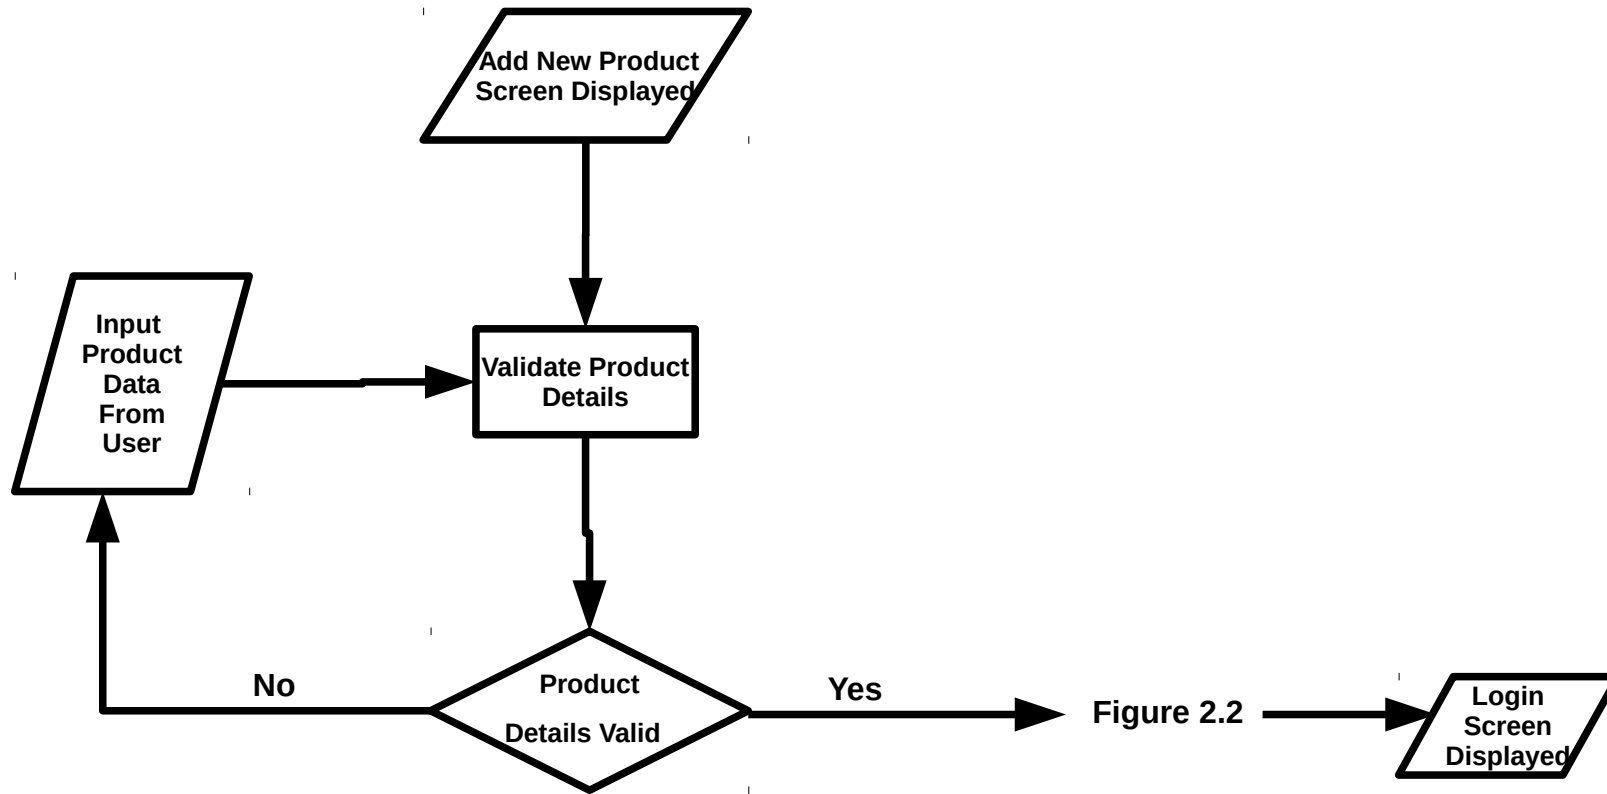 Add New Product
Screen Displayed
Input
Product
Data
From
User
Validate Product
Details
No
Product
Details Valid
Yes
Figure 2.2
Login
Screen
Displayed